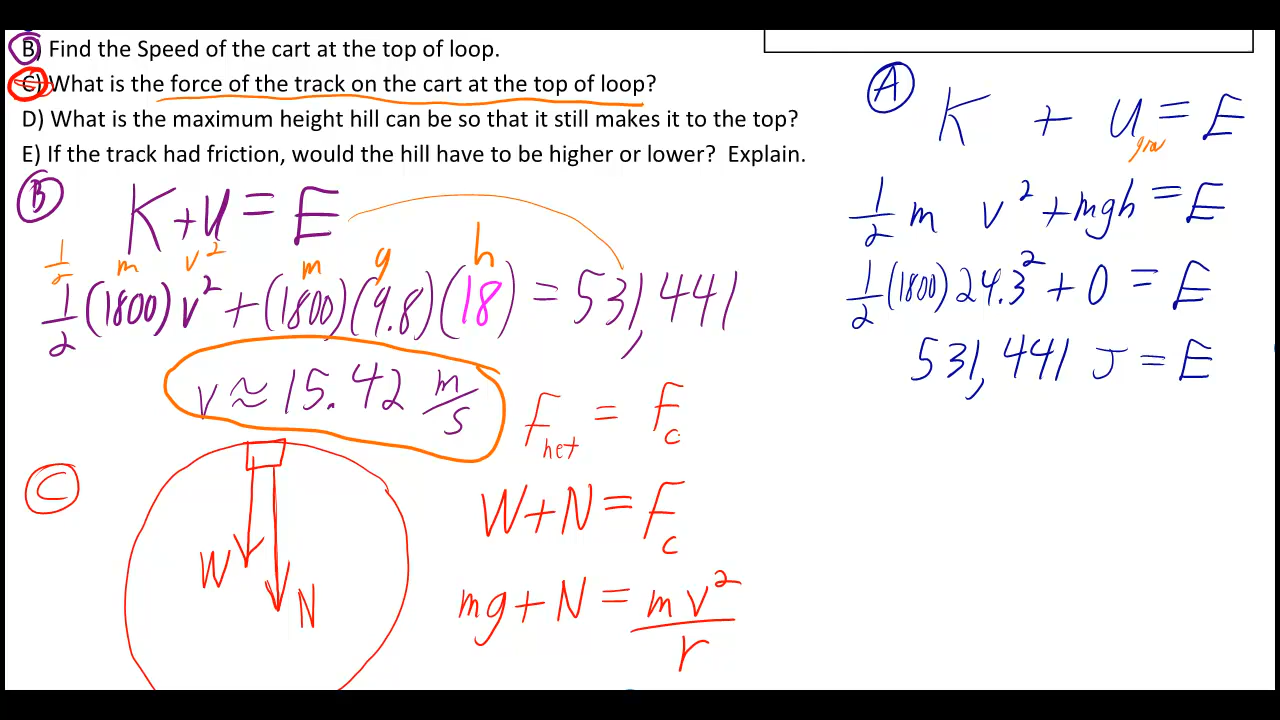 B) Find the Speed of the cart at the top of loop.
C) What is the force of the track on the cart at the top of loop?
D) What is the maximum height hill can be so that it still makes it to the top?
E) If the track had friction, would the hill have to be higher or lower? Explain.
B
K + U = E
1/2 m v² m g h
1/2 (1800) v² + (1800)(9.8)(18) = 531,441
v ≈ 15.42 m/s
C
W
N
Fnet = Fc
W + N = Fc
mg + N = mv²/r
A
K + Ugrav = E
1/2 m v² + mgh = E
1/2 (1800) 24.3² + 0 = E
531,441 J = E